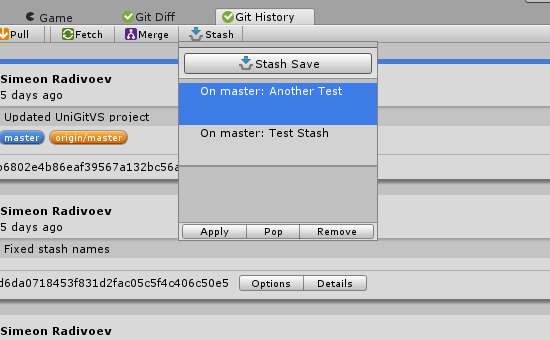 Game Git Diff Git History
Pull Fetch Merge Stash
Simeon Radivoev
5 days ago
Updated UniGitVS project
master origin/master
6802e4b86eaf39567a132bc56a
Stash Save
On master: Another Test
On master: Test Stash
Apply Pop Remove
Simeon Radivoev
5 days ago
Fixed stash names
d6da0718453f831d2fac05c5f4c406c50e5 Options Details
Simeon Radivoev